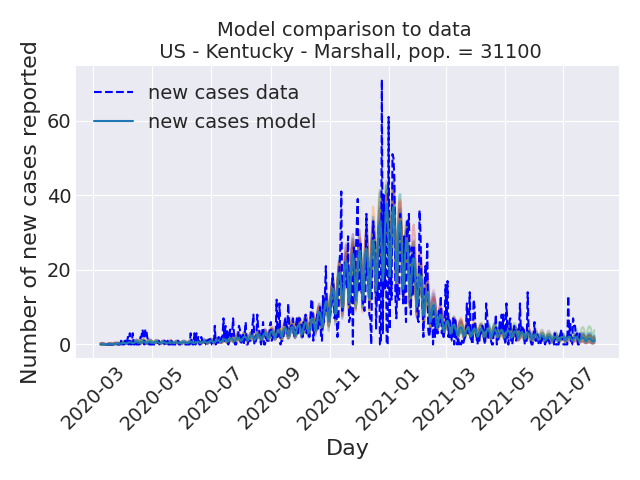 Model comparison to data
US - Kentucky - Marshall, pop. = 31100
Number of new cases reported
new cases data
new cases model
60
40
20
0
2020-03
2020-05
2020-07
2020-09
2020-11
2021-01
2021-03
2021-05
2021-07
Day